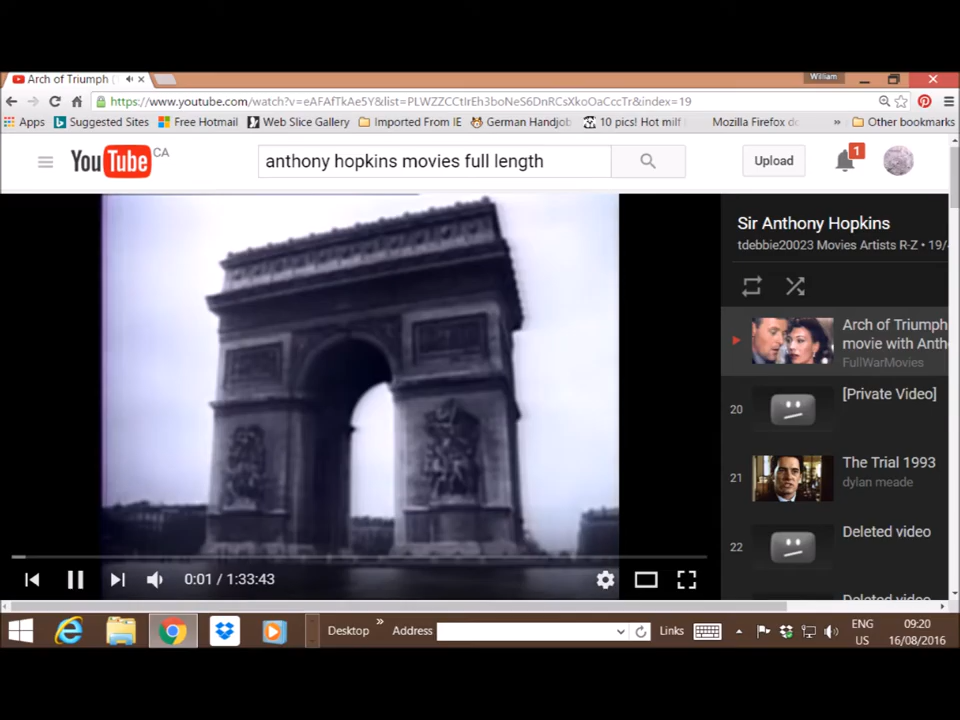 Arch of Triumph (
William
https://www.youtube.com/watch?v=eAFAfTkAe5Y&list=PLWZZCCtIrEh3boNeS6DnRCsXkoOaCccTr&index=19
Apps Suggested Sites Free Hotmail Web Slice Gallery Imported From IE German Handjob 10 pics! Hot milf Mozilla Firefox » Other bookmarks
YouTube CA
anthony hopkins movies full length
Upload
1
Sir Anthony Hopkins
tdebbie20023 Movies Artists R-Z • 19/
Arch of Triumph
movie with Anth
FullWarMovies
20
[Private Video]
21
The Trial 1993
dylan meade
22
Deleted video
Deleted video
0:01 / 1:33:43
Desktop » Address Links
ENG
US
09:20
16/08/2016